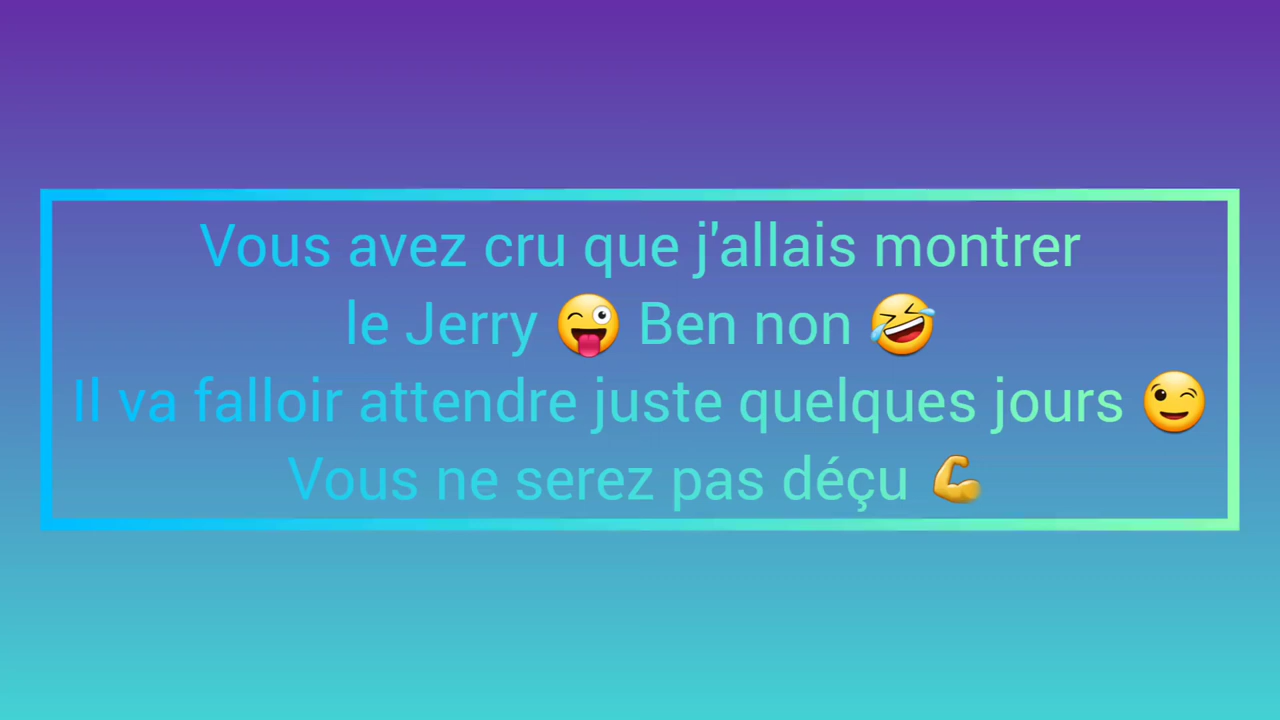 Vous avez cru que j'allais montrer
le Jerry 😜 Ben non 🤣
Il va falloir attendre juste quelques jours 😉
Vous ne serez pas déçu 💪